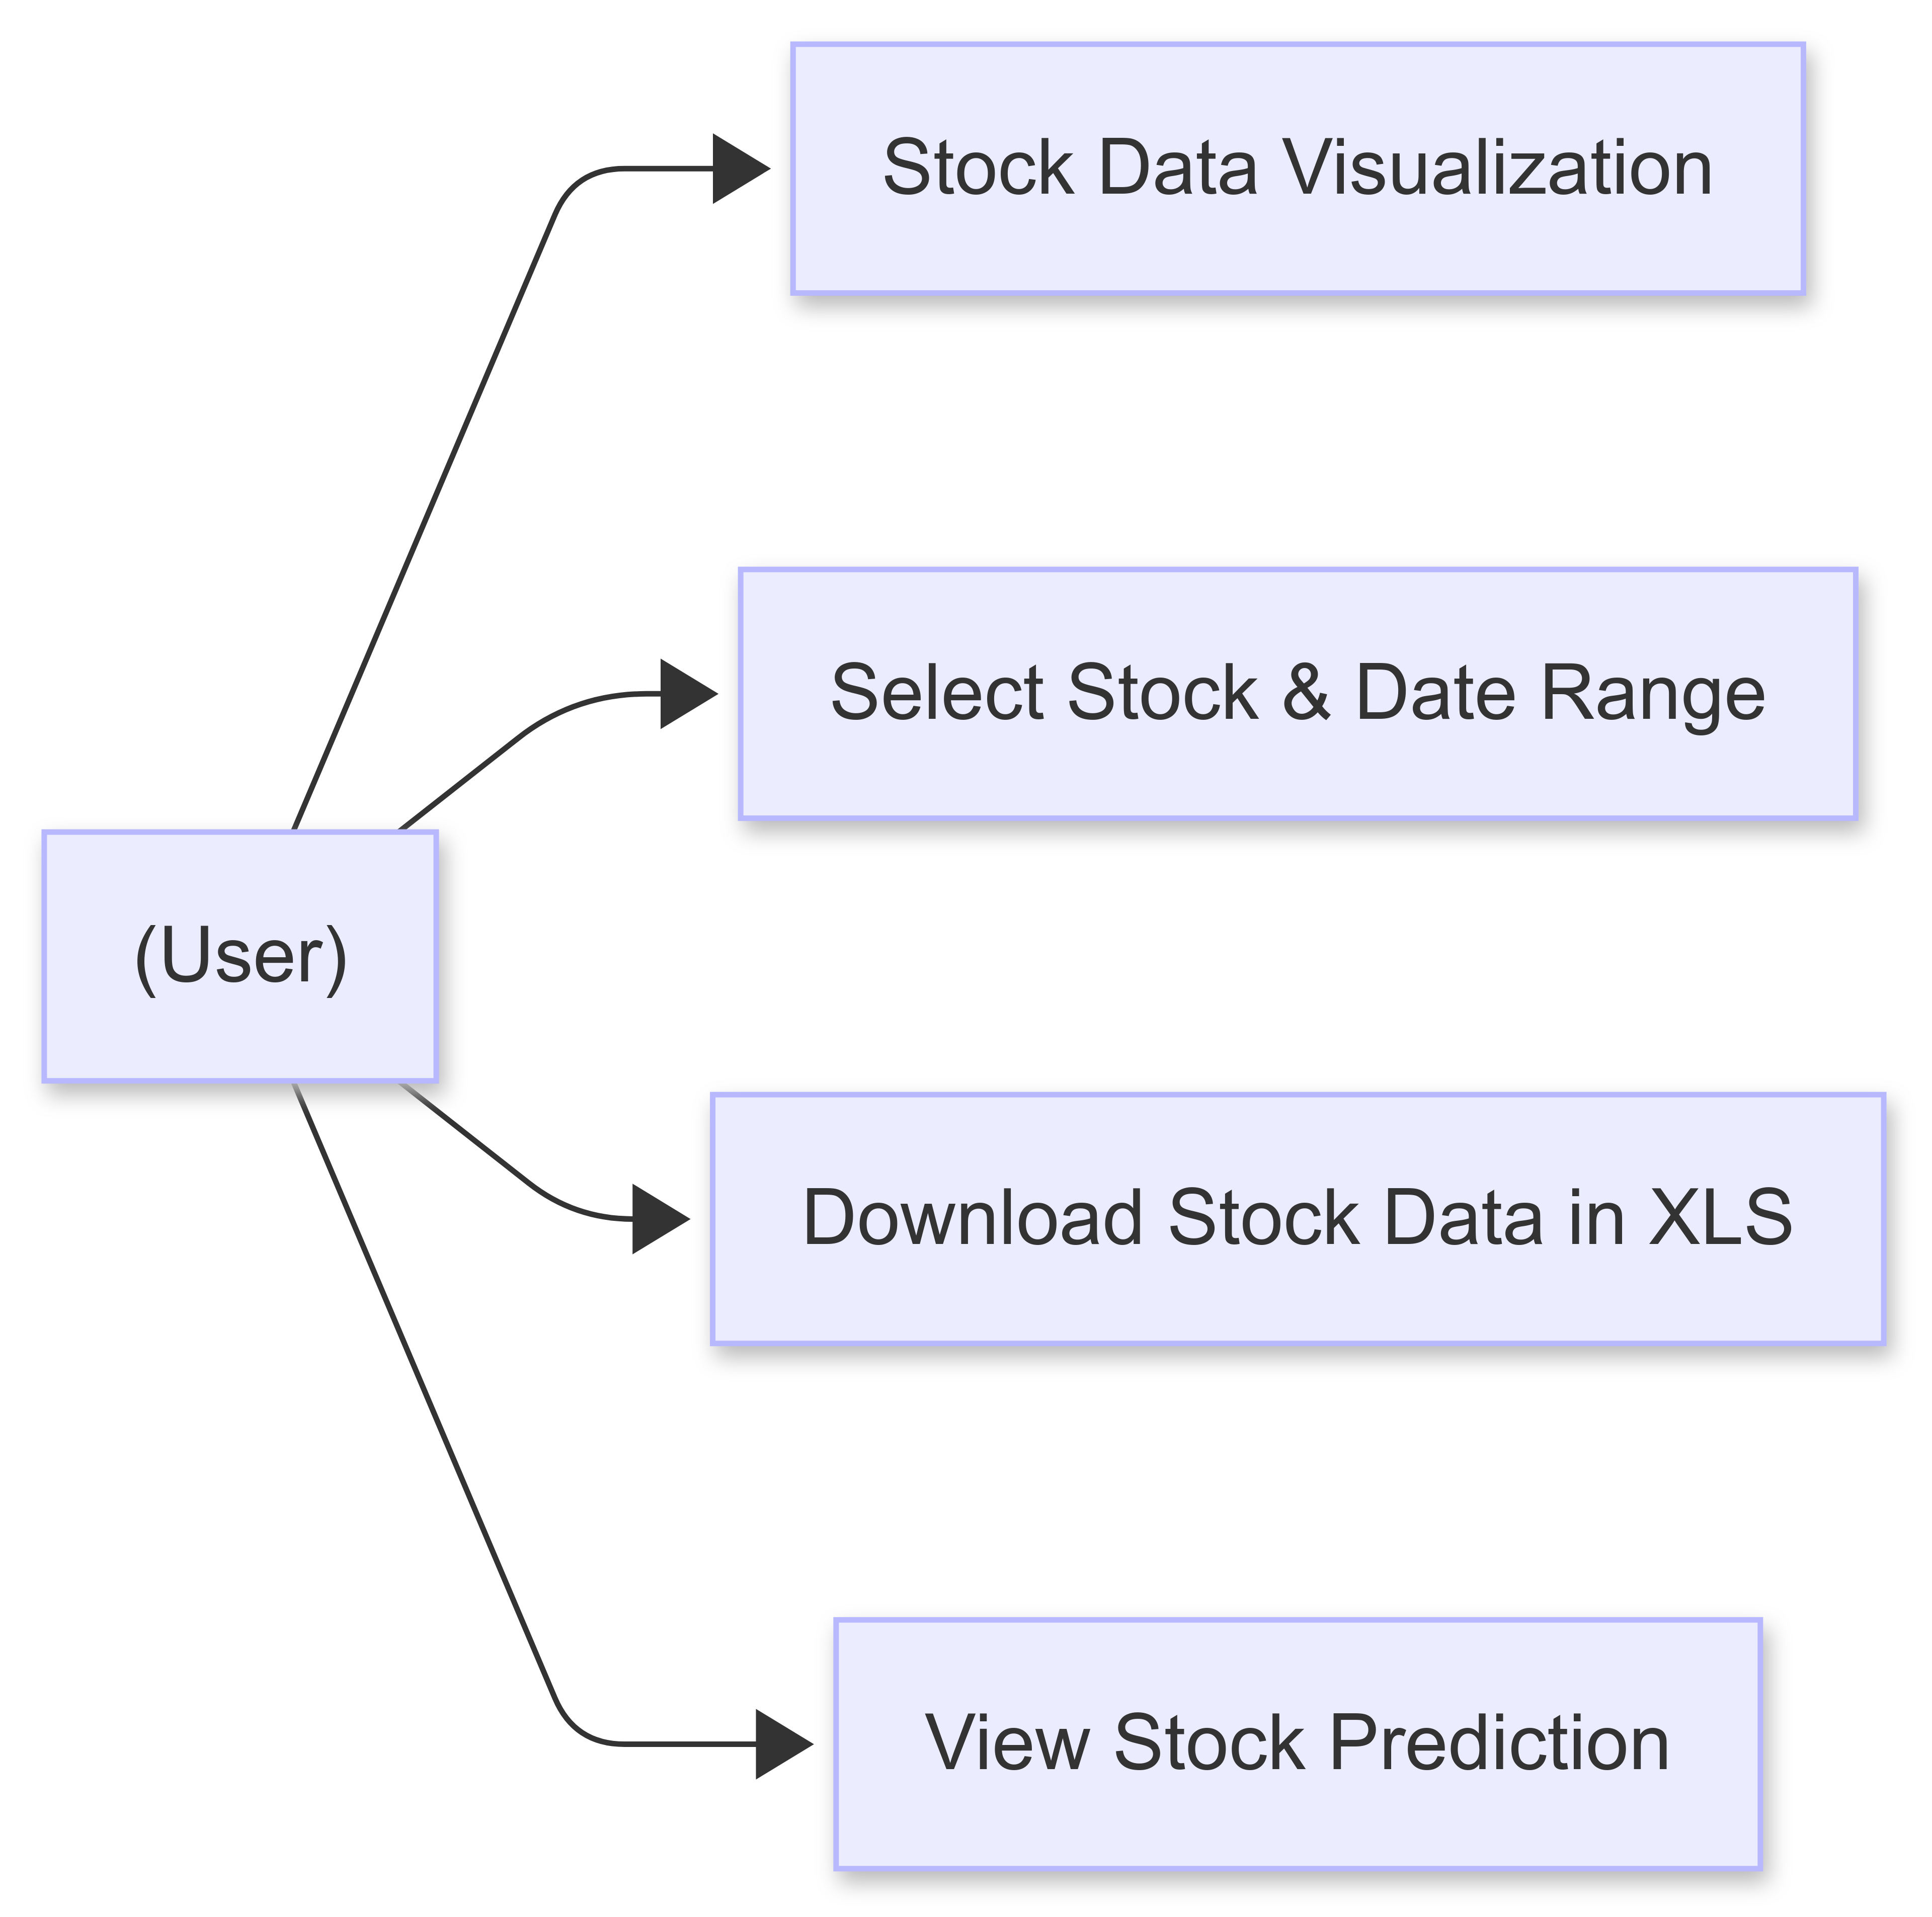 Stock Data Visualization
Select Stock & Date Range
(User)
Download Stock Data in XLS
View Stock Prediction